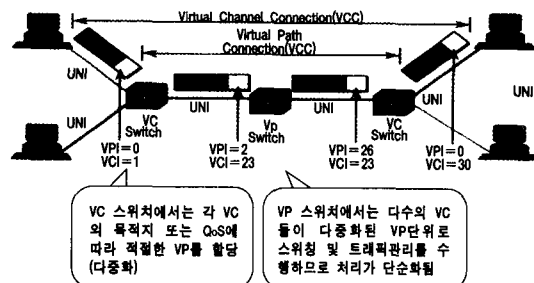 Virtual Channel Connection(VCC)
Virtual Path
Connection(VCC)
UNI
UNI
UNI
UNI
UNI
UNI
VC
Switch
Vp
Switch
VC
Switch
VPI=0
VCI=1
VPI=2
VCI=23
VPI=26
VCI=23
VPI=0
VCI=30
VC 스위치에서는 각 VC
의 목적지 또는 QoS에
따라 적절한 VP를 할당
(다중화)
VP 스위치에서는 다수의 VC
들이 다중화된 VP단위로
스위칭 및 트래픽관리를 수
행하므로 처리가 단순화됨